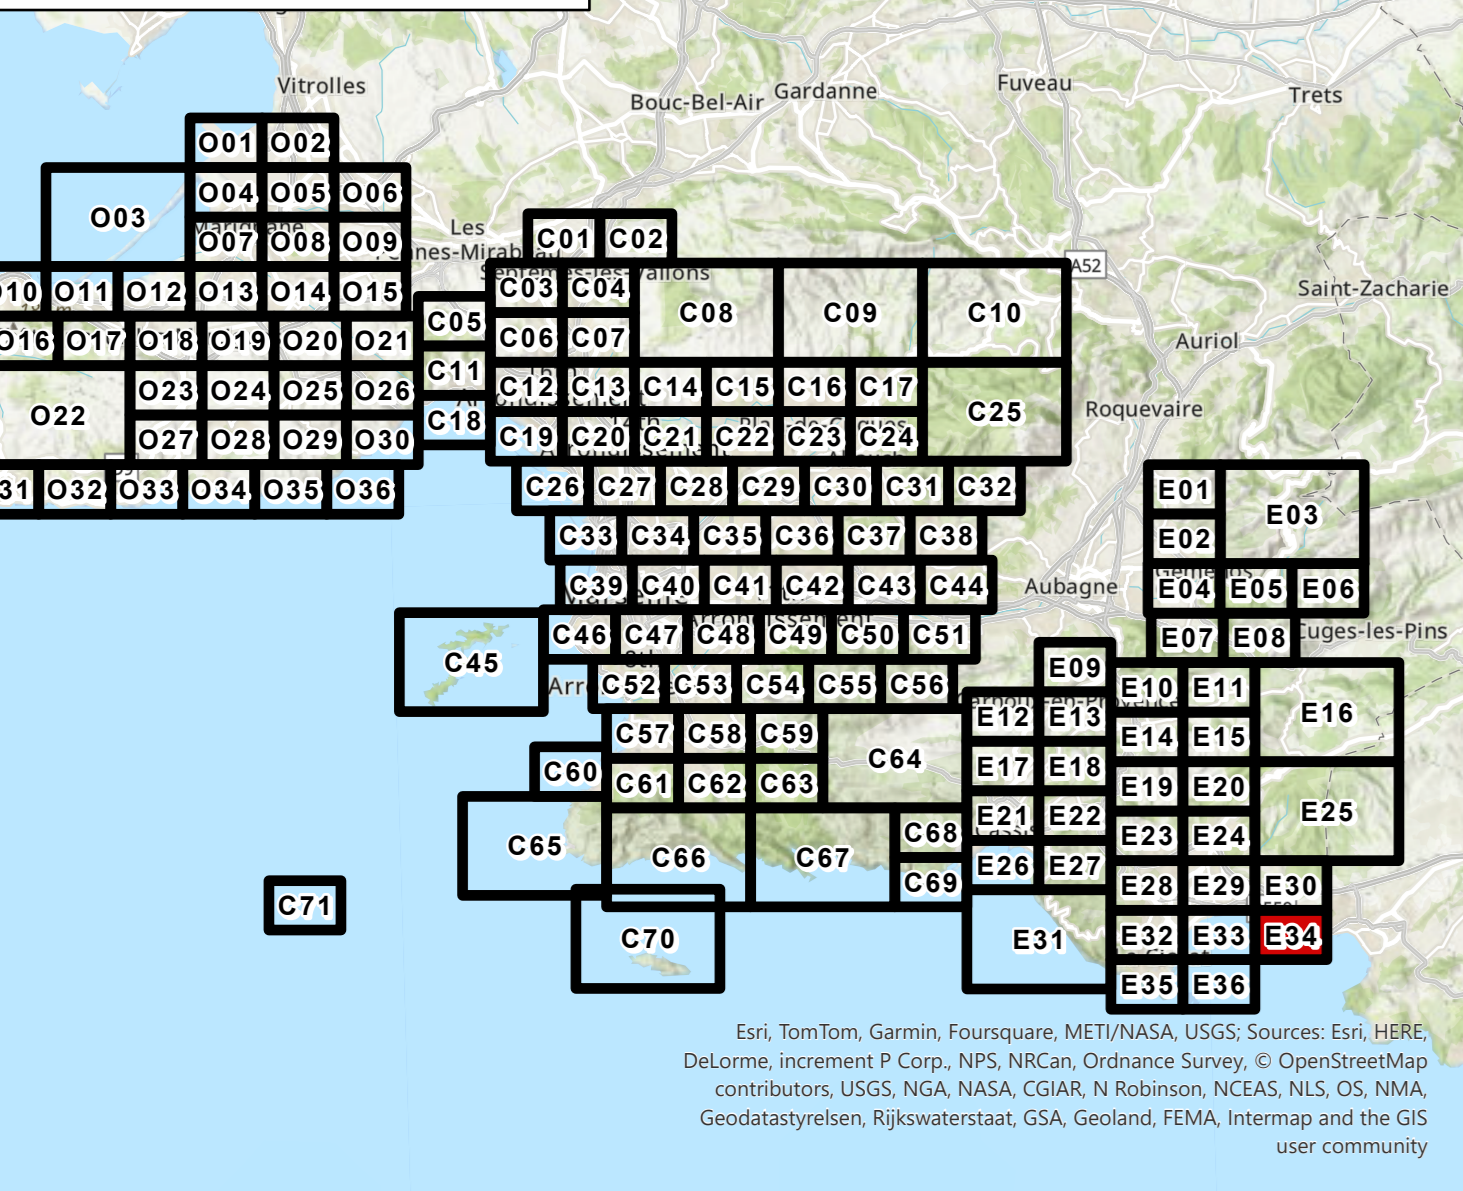 Vitrolles
Bouc-Bel-Air
Gardanne
Fuveau
Trets
O01 O02
O04 O05 O06
O03
Les
O07 O08 O09
C01 C02
A52
Septèmes-les-Vallons
Saint-Zacharie
O11 O12 O13 O14 O15
C03 C04
C08 C09 C10
C05
O16 O17 O18 O19 O20 O21
C06 C07
Auriol
C11
O23 O24 O25 O26
C12 C13 C14 C15 C16 C17
O22
C25
Roquevaire
C18
O27 O28 O29 O30
C19 C20 C21 C22 C23 C24
31 O32 O33 O34 O35 O36
C26 C27 C28 C29 C30 C31 C32
E01
E03
C33 C34 C35 C36 C37 C38
E02
C39 C40 C41 C42 C43 C44
Aubagne
E04 E05 E06
C46 C47 C48 C49 C50 C51
E07 E08
Cuges-les-Pins
C45
E09
C52 C53 C54 C55 C56
E10 E11
E12 E13
E16
C57 C58 C59
E14 E15
C64
E17 E18
C60
C61 C62 C63
E19 E20
E25
E21 E22
C65
C68
E23 E24
C66 C67
E26 E27
C69
E28 E29 E30
C71
C70
E31
E32 E33 E34
E35 E36
Esri, TomTom, Garmin, Foursquare, METI/NASA, USGS; Sources: Esri, HERE,
DeLorme, increment P Corp., NPS, NRCan, Ordnance Survey, © OpenStreetMap
contributors, USGS, NGA, NASA, CGIAR, N Robinson, NCEAS, NLS, OS, NMA,
Geodatastyrelsen, Rijkswaterstaat, GSA, Geoland, FEMA, Intermap and the GIS
user community